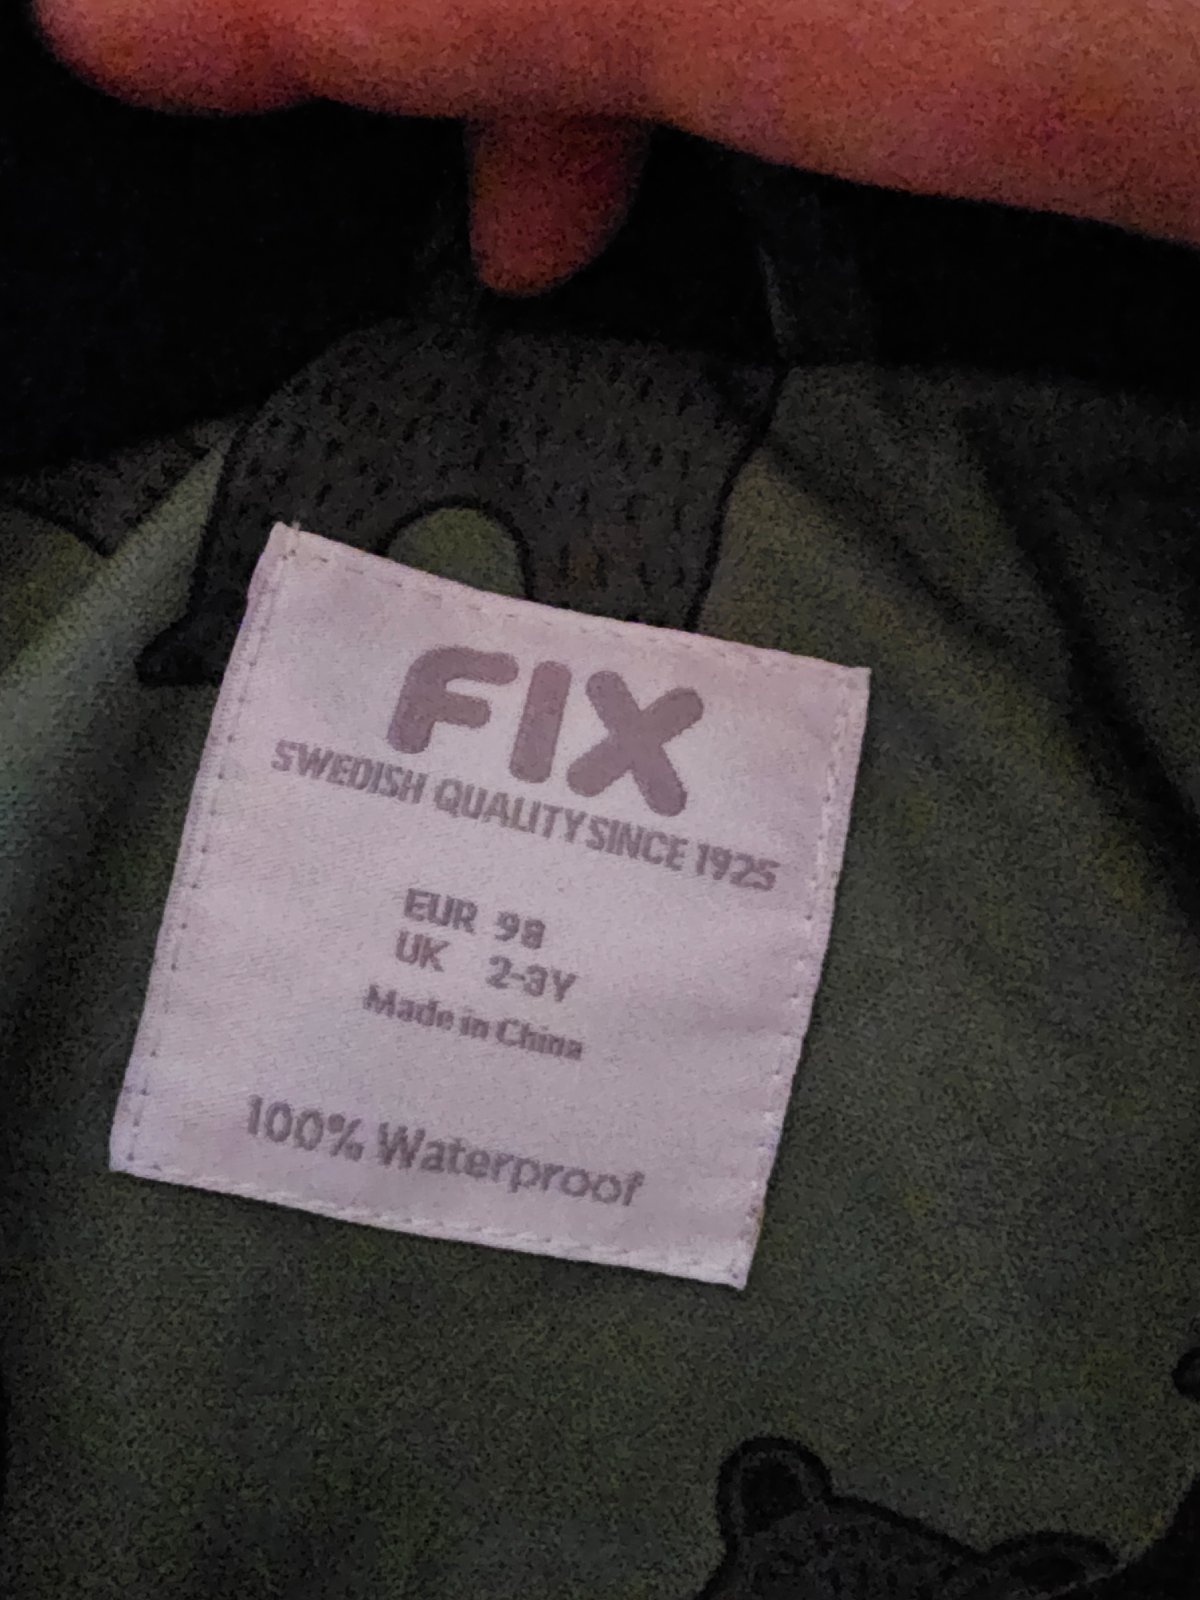 FIX
SWEDISH QUALITY SINCE 1925
EUR 98
UK 2-3Y
Made in China
100% Waterproof